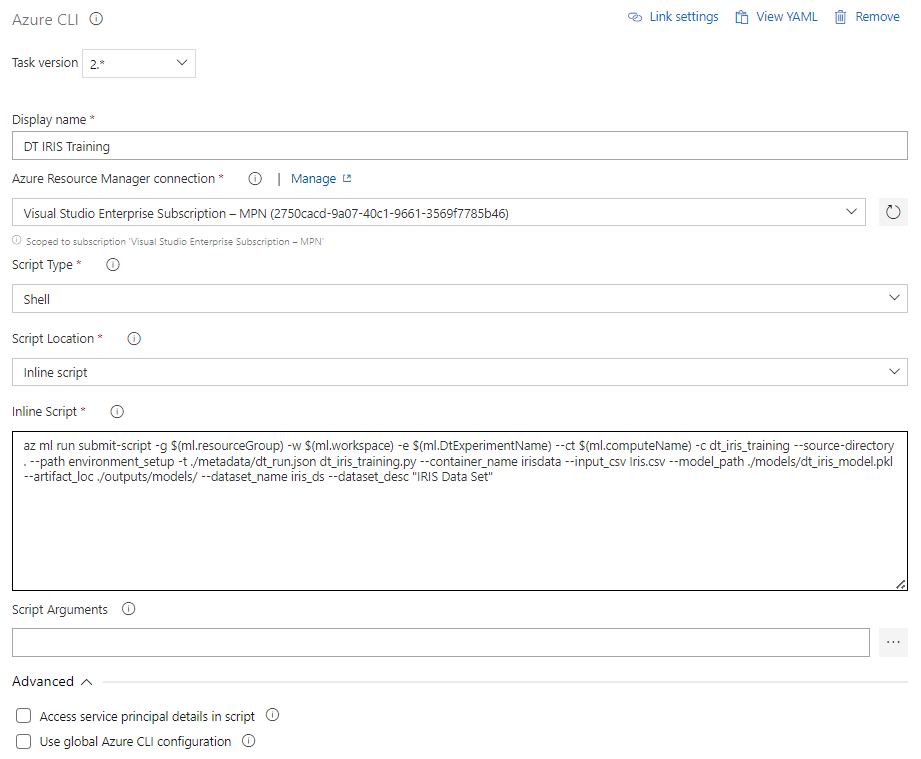 Azure CLI
Link settings View YAML Remove
Task version 2.*
Display name *
DT IRIS Training
Azure Resource Manager connection * | Manage
Visual Studio Enterprise Subscription – MPN (2750cacd-9a07-40c1-9661-3569f7785b46)
Scoped to subscription 'Visual Studio Enterprise Subscription – MPN'
Script Type *
Shell
Script Location *
Inline script
Inline Script *
az ml run submit-script -g $(ml.resourceGroup) -w $(ml.workspace) -e $(ml.DtExperimentName) --ct $(ml.computeName) -c dt_iris_training --source-directory
. --path environment_setup -t ./metadata/dt_run.json dt_iris_training.py --container_name irisdata --input_csv Iris.csv --model_path ./models/dt_iris_model.pkl
--artifact_loc ./outputs/models/ --dataset_name iris_ds --dataset_desc "IRIS Data Set"
Script Arguments
...
Advanced
Access service principal details in script
Use global Azure CLI configuration